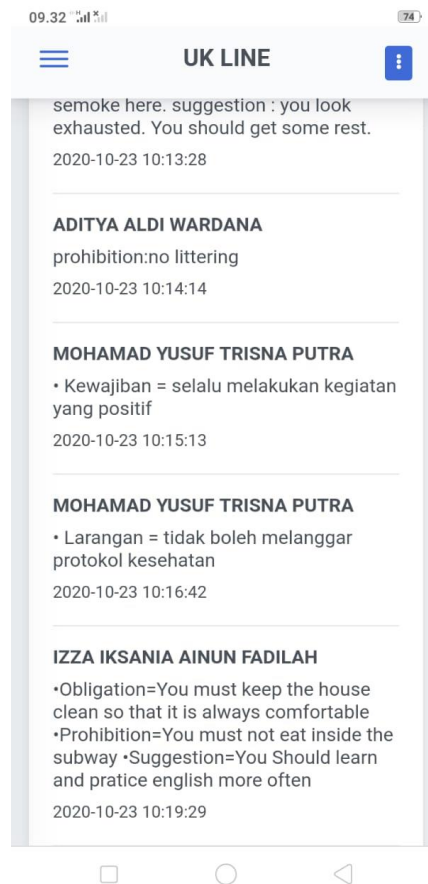 09.32
74
UK LINE
semoke here. suggestion : you look
exhausted. You should get some rest.
2020-10-23 10:13:28
ADITYA ALDI WARDANA
prohibition:no littering
2020-10-23 10:14:14
MOHAMAD YUSUF TRISNA PUTRA
• Kewajiban = selalu melakukan kegiatan
yang positif
2020-10-23 10:15:13
MOHAMAD YUSUF TRISNA PUTRA
• Larangan = tidak boleh melanggar
protokol kesehatan
2020-10-23 10:16:42
IZZA IKSANIA AINUN FADILAH
•Obligation=You must keep the house
clean so that it is always comfortable
•Prohibition=You must not eat inside the
subway •Suggestion=You Should learn
and pratice english more often
2020-10-23 10:19:29